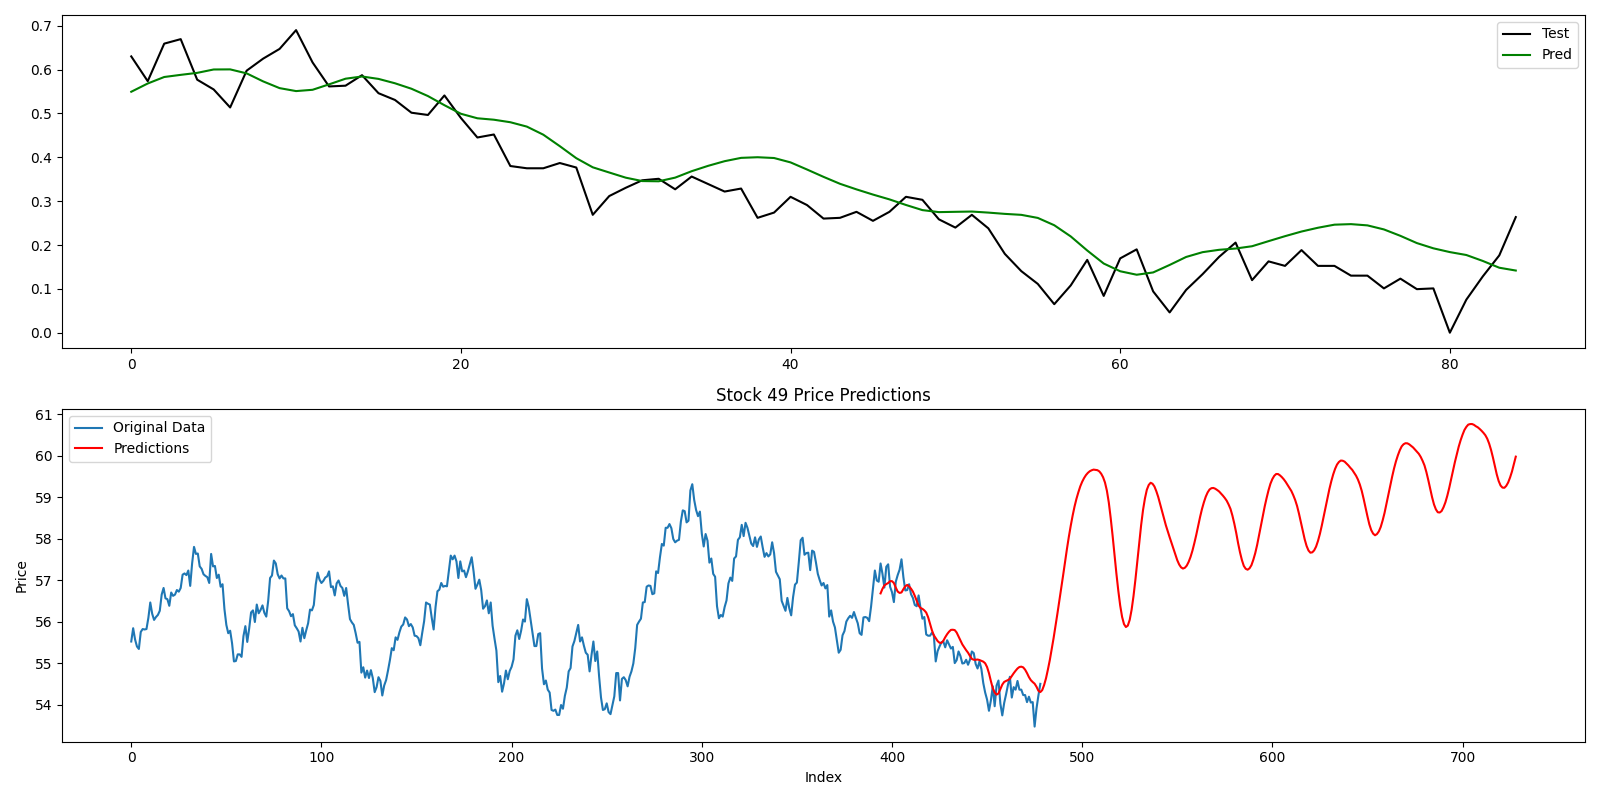 0.7
0.6
0.5
0.4
0.3
0.2
0.1
0.0
Test
Pred
0 20 40 60 80
Stock 49 Price Predictions
61
60
59
58
57
56
55
54
Price
Original Data
Predictions
0 100 200 300 400 500 600 700
Index